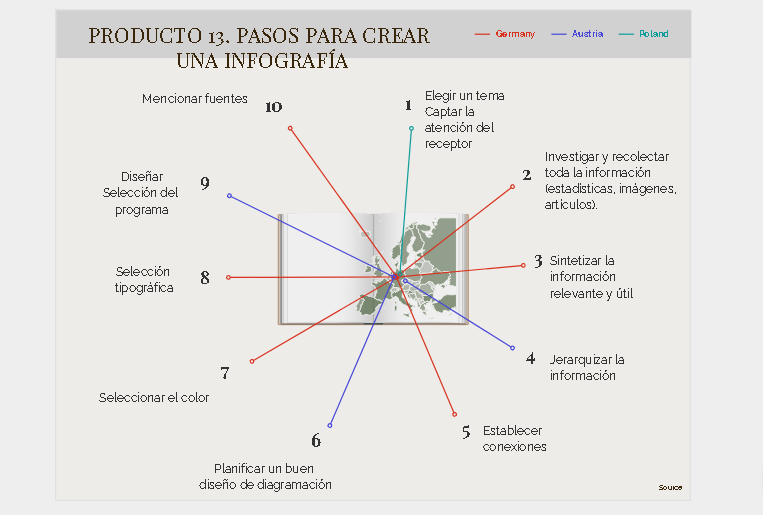 PRODUCTO 13. PASOS PARA CREAR
UNA INFOGRAFÍA
Germany
Austria
Poland
1
Elegir un tema
Captar la
atención del
receptor
2
Investigar y recolectar
toda la información
(estadísticas, imágenes,
artículos).
3
Sintetizar la
información
relevante y útil
4
Jerarquizar la
información
5
Establecer
conexiones
6
Planificar un buen
diseño de diagramación
7
Seleccionar el color
8
Selección
tipográfica
9
Diseñar
Selección del
programa
10
Mencionar fuentes
Source